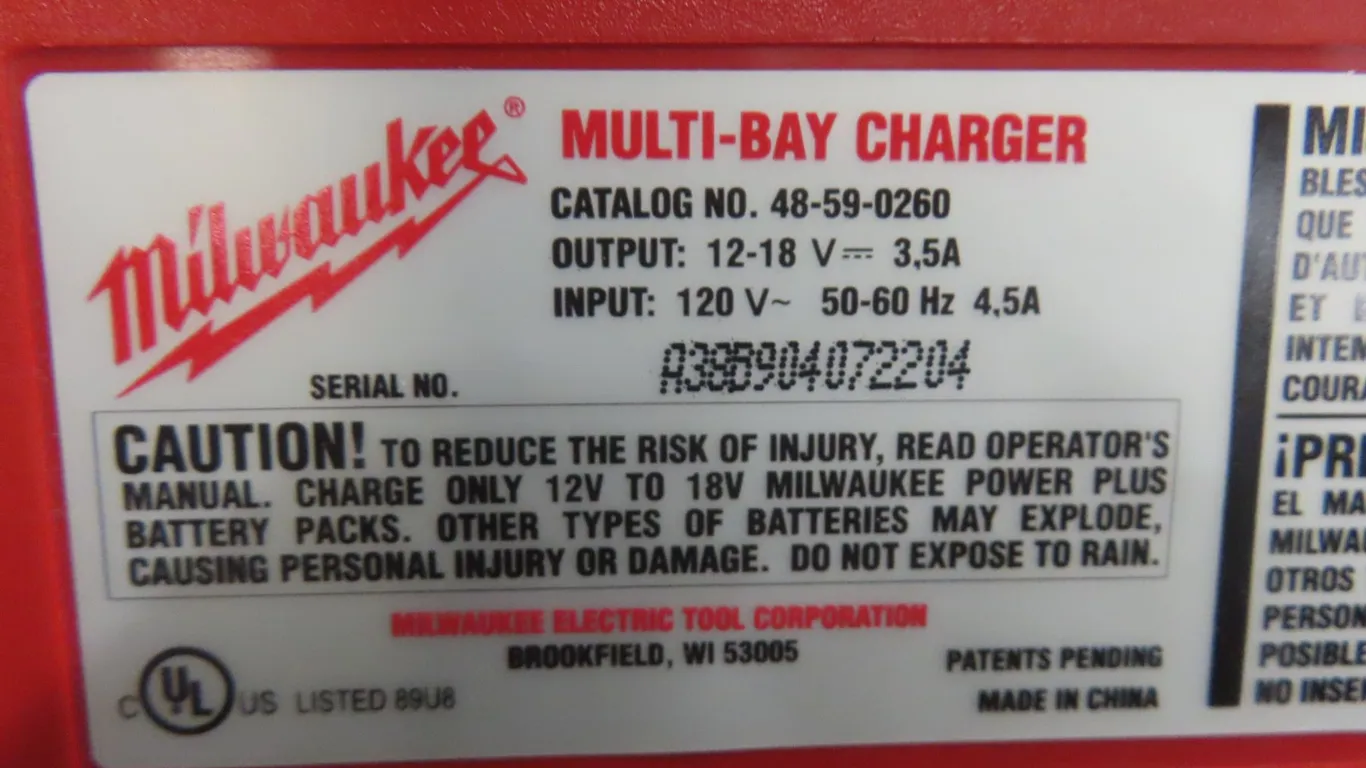 Milwaukee®
MULTI-BAY CHARGER
CATALOG NO. 48-59-0260
OUTPUT: 12-18 V⎓ 3,5A
INPUT: 120 V~ 50-60 Hz 4,5A
SERIAL NO. A38B904072204
CAUTION! TO REDUCE THE RISK OF INJURY, READ OPERATOR'S
MANUAL. CHARGE ONLY 12V TO 18V MILWAUKEE POWER PLUS
BATTERY PACKS. OTHER TYPES OF BATTERIES MAY EXPLODE,
CAUSING PERSONAL INJURY OR DAMAGE. DO NOT EXPOSE TO RAIN.
MILWAUKEE ELECTRIC TOOL CORPORATION
BROOKFIELD, WI 53005
C UL US LISTED 89U8
PATENTS PENDING
MADE IN CHINA
BLES
QUE
D'AU
ET
INTEN
COURA
¡PRE
EL MA
MILWA
OTROS
PERSON
POSIBLE
NO INSE